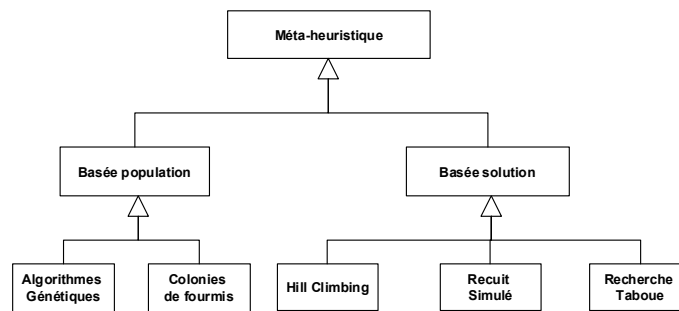 Méta-heuristique
Basée population
Basée solution
Algorithmes
Génétiques
Colonies
de fourmis
Hill Climbing
Recuit
Simulé
Recherche
Taboue